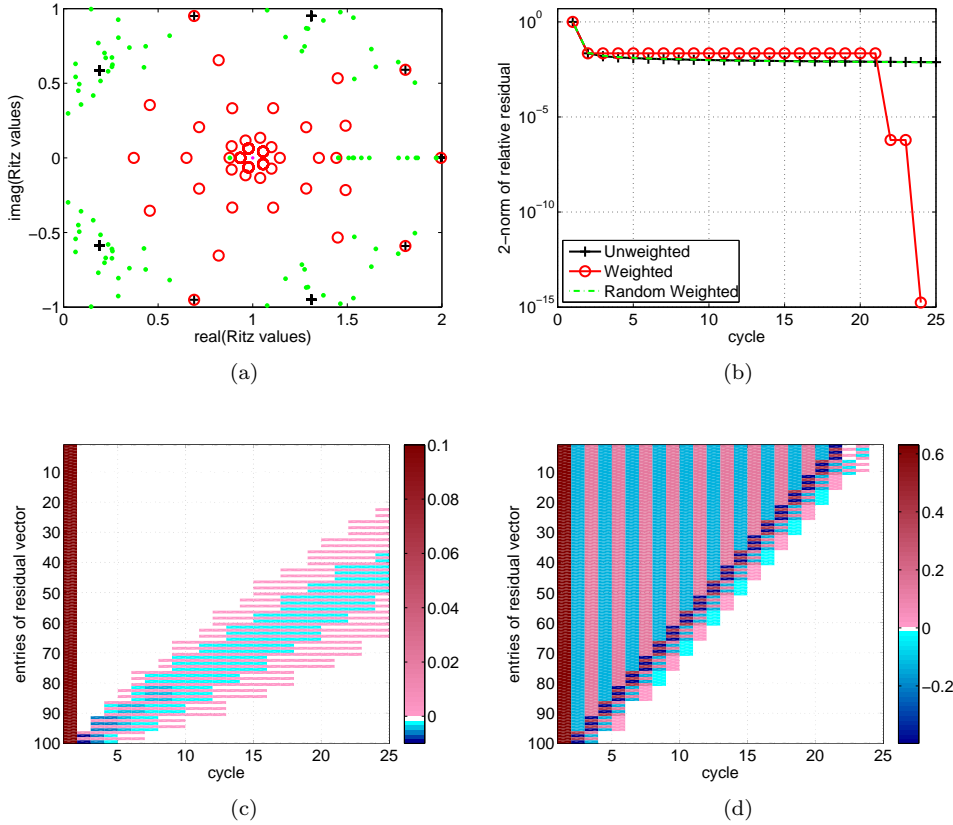 1
0.5
0
−0.5
−1
imag(Ritz values)
0 0.5 1 1.5 2
real(Ritz values)
(a)
10^0
10^−5
10^−10
10^−15
2−norm of relative residual
Unweighted
Weighted
Random Weighted
0 5 10 15 20 25
cycle
(b)
10
20
30
40
50
60
70
80
90
100
entries of residual vector
5 10 15 20 25
cycle
0.1
0.08
0.06
0.04
0.02
0
(c)
10
20
30
40
50
60
70
80
90
100
entries of residual vector
5 10 15 20 25
cycle
0.6
0.4
0.2
0
−0.2
(d)